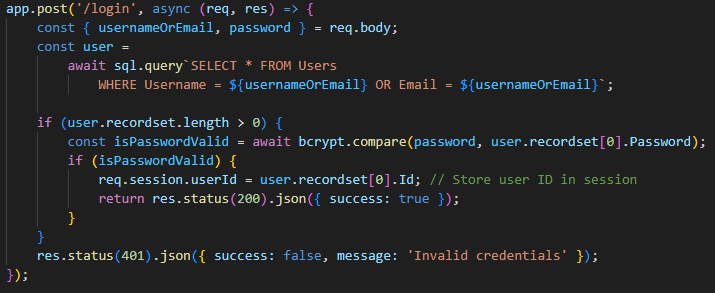 app.post('/login', async (req, res) => {
    const { usernameOrEmail, password } = req.body;
    const user =
        await sql.query`SELECT * FROM Users
            WHERE Username = ${usernameOrEmail} OR Email = ${usernameOrEmail}`;

    if (user.recordset.length > 0) {
        const isPasswordValid = await bcrypt.compare(password, user.recordset[0].Password);
        if (isPasswordValid) {
            req.session.userId = user.recordset[0].Id; // Store user ID in session
            return res.status(200).json({ success: true });
        }
    }
    res.status(401).json({ success: false, message: 'Invalid credentials' });
});